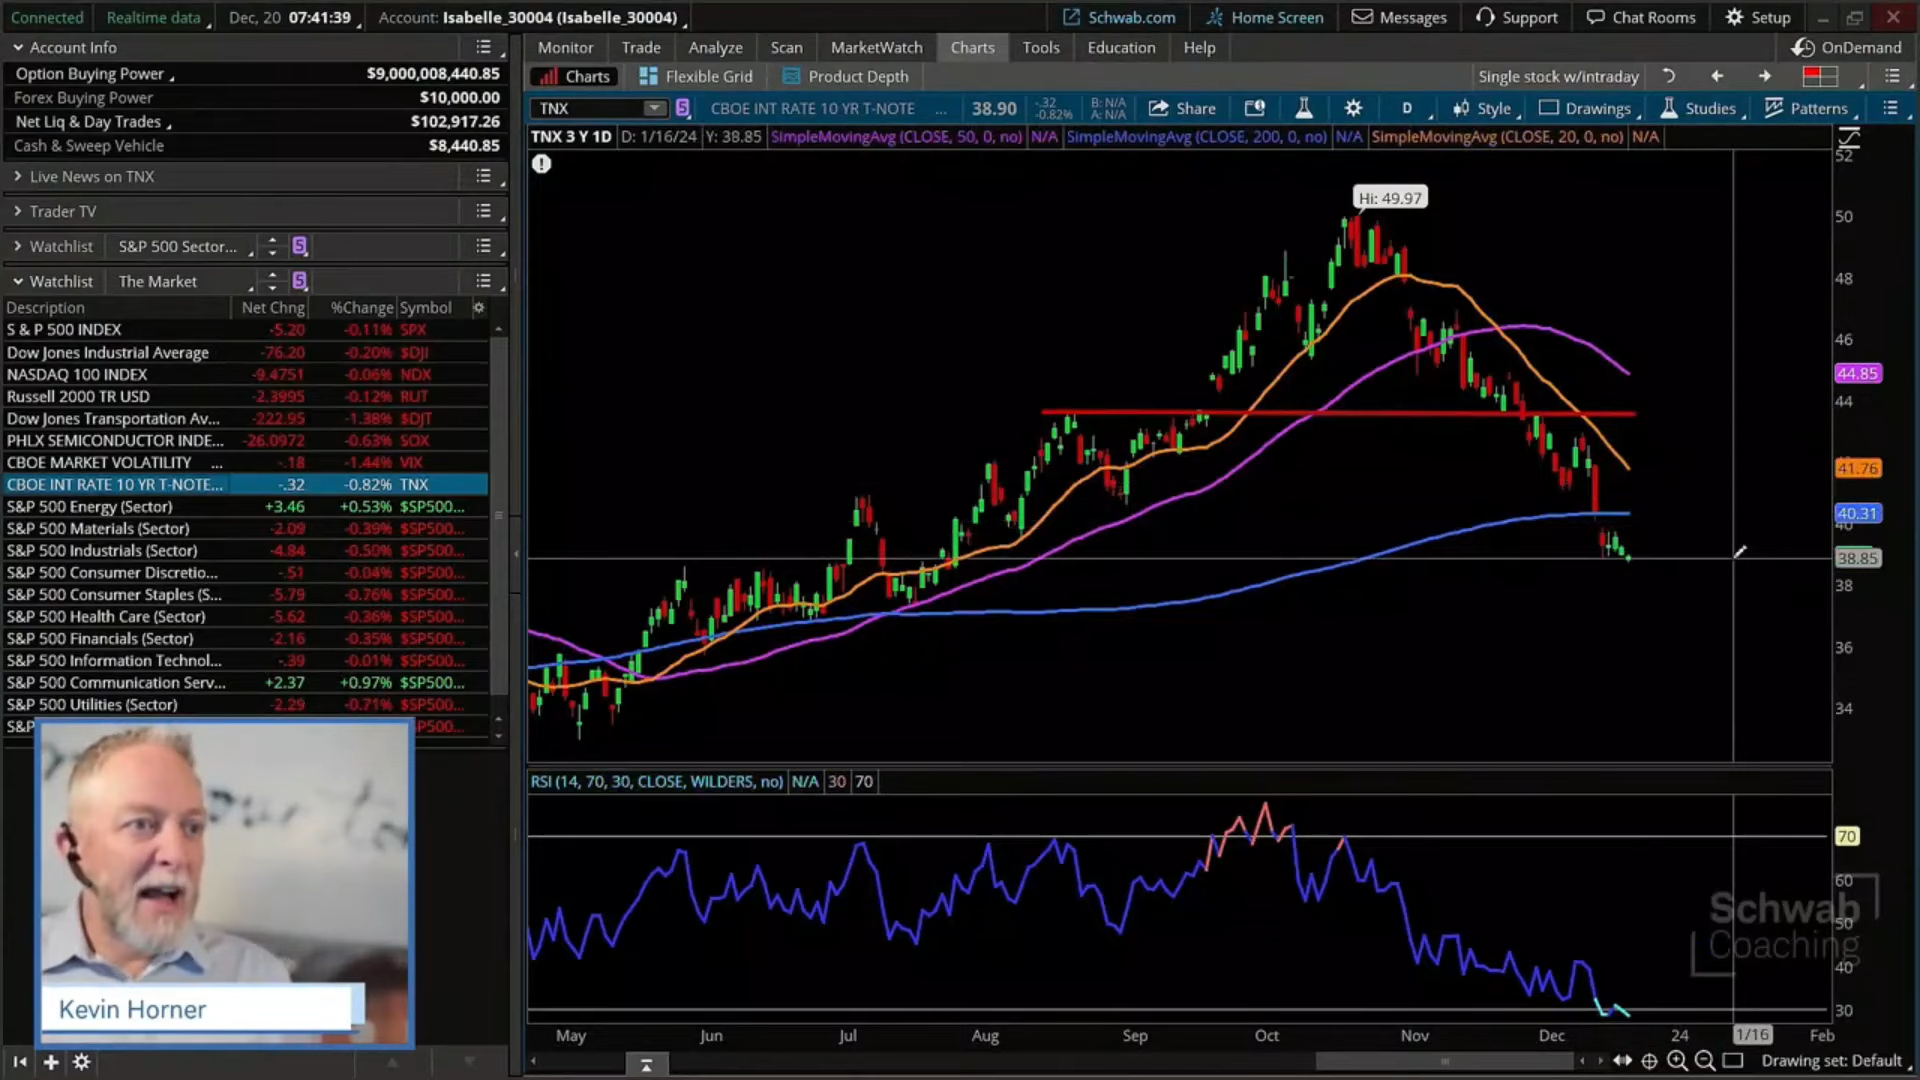 Connected Realtime data Dec, 20 07:41:39 Account: Isabelle_30004 (Isabelle_30004) Schwab.com Home Screen Messages Support Chat Rooms Setup
Account Info Monitor Trade Analyze Scan MarketWatch Charts Tools Education Help OnDemand
Option Buying Power $9,000,008,440.85 Charts Flexible Grid Product Depth Single stock w/intraday
Forex Buying Power $10,000.00
TNX 5 CBOE INT RATE 10 YR T-NOTE ... 38.90 -.32 -0.82% B: N/A A: N/A Share D Style Drawings Studies Patterns
Net Liq & Day Trades $102,917.26
TNX 3 Y 1D D: 1/16/24 Y: 38.85 SimpleMovingAvg (CLOSE, 50, 0, no) N/A SimpleMovingAvg (CLOSE, 200, 0, no) N/A SimpleMovingAvg (CLOSE, 20, 0, no) N/A
Cash & Sweep Vehicle $8,440.85
Live News on TNX
Trader TV
Watchlist S&P 500 Sector... 5
Watchlist The Market 5
Description Net Chng %Change Symbol
S & P 500 INDEX -5.20 -0.11% SPX
Dow Jones Industrial Average -76.20 -0.20% $DJI
NASDAQ 100 INDEX -9.4751 -0.06% NDX
Russell 2000 TR USD -2.3995 -0.12% RUT
Dow Jones Transportation Av... -222.95 -1.38% $DJT
PHLX SEMICONDUCTOR INDE... -26.0972 -0.63% SOX
CBOE MARKET VOLATILITY ... -.18 -1.44% VIX
CBOE INT RATE 10 YR T-NOTE... -.32 -0.82% TNX
S&P 500 Energy (Sector) +3.46 +0.53% $SP500...
S&P 500 Materials (Sector) -2.09 -0.39% $SP500...
S&P 500 Industrials (Sector) -4.84 -0.50% $SP500...
S&P 500 Consumer Discretio... -.51 -0.04% $SP500...
S&P 500 Consumer Staples (S... -5.79 -0.76% $SP500...
S&P 500 Health Care (Sector) -5.62 -0.36% $SP500...
S&P 500 Financials (Sector) -2.16 -0.35% $SP500...
S&P 500 Information Technol... -.39 -0.01% $SP500...
S&P 500 Communication Serv... +2.37 +0.97% $SP500...
S&P 500 Utilities (Sector) -2.29 -0.71% $SP500...
Hi: 49.97
52
50
48
46
44.85
44
41.76
40.31
38.85
38
36
34
RSI (14, 70, 30, CLOSE, WILDERS, no) N/A 30 70
70
60
50
40
30
Schwab
Coaching
Kevin Horner
May Jun Jul Aug Sep Oct Nov Dec 24 1/16 Feb
Drawing set: Default